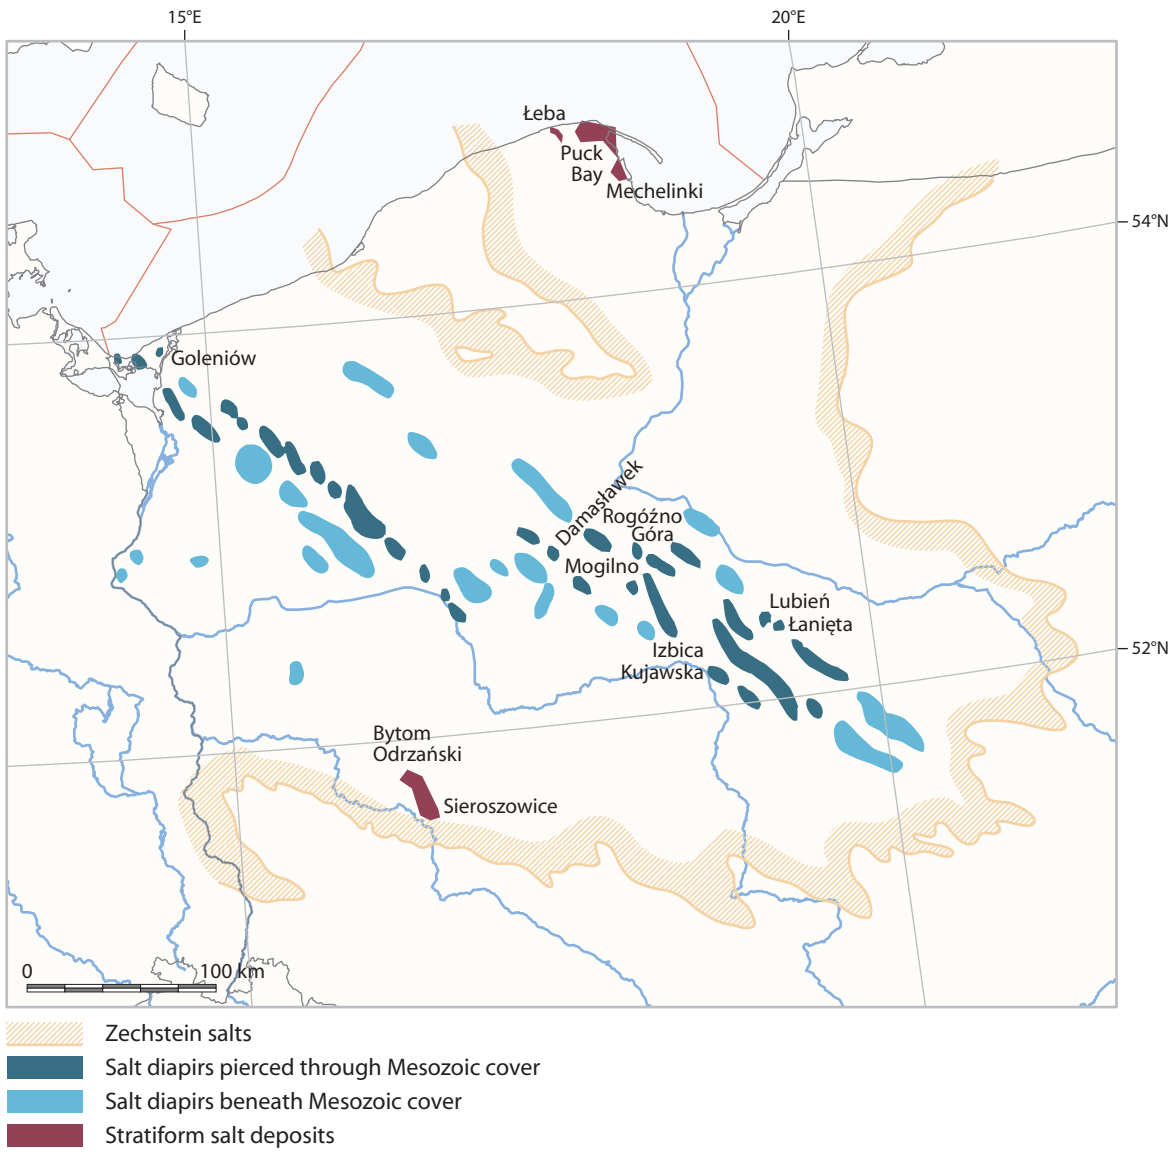 15°E
20°E
Łeba
Puck
Bay
Mechelinki
54°N
Goleniów
Damasławek
Rogóźno
Góra
Mogilno
Lubień
Łanięta
Izbica
Kujawska
52°N
Bytom
Odrzański
Sieroszowice
0
100 km
Zechstein salts
Salt diapirs pierced through Mesozoic cover
Salt diapirs beneath Mesozoic cover
Stratiform salt deposits